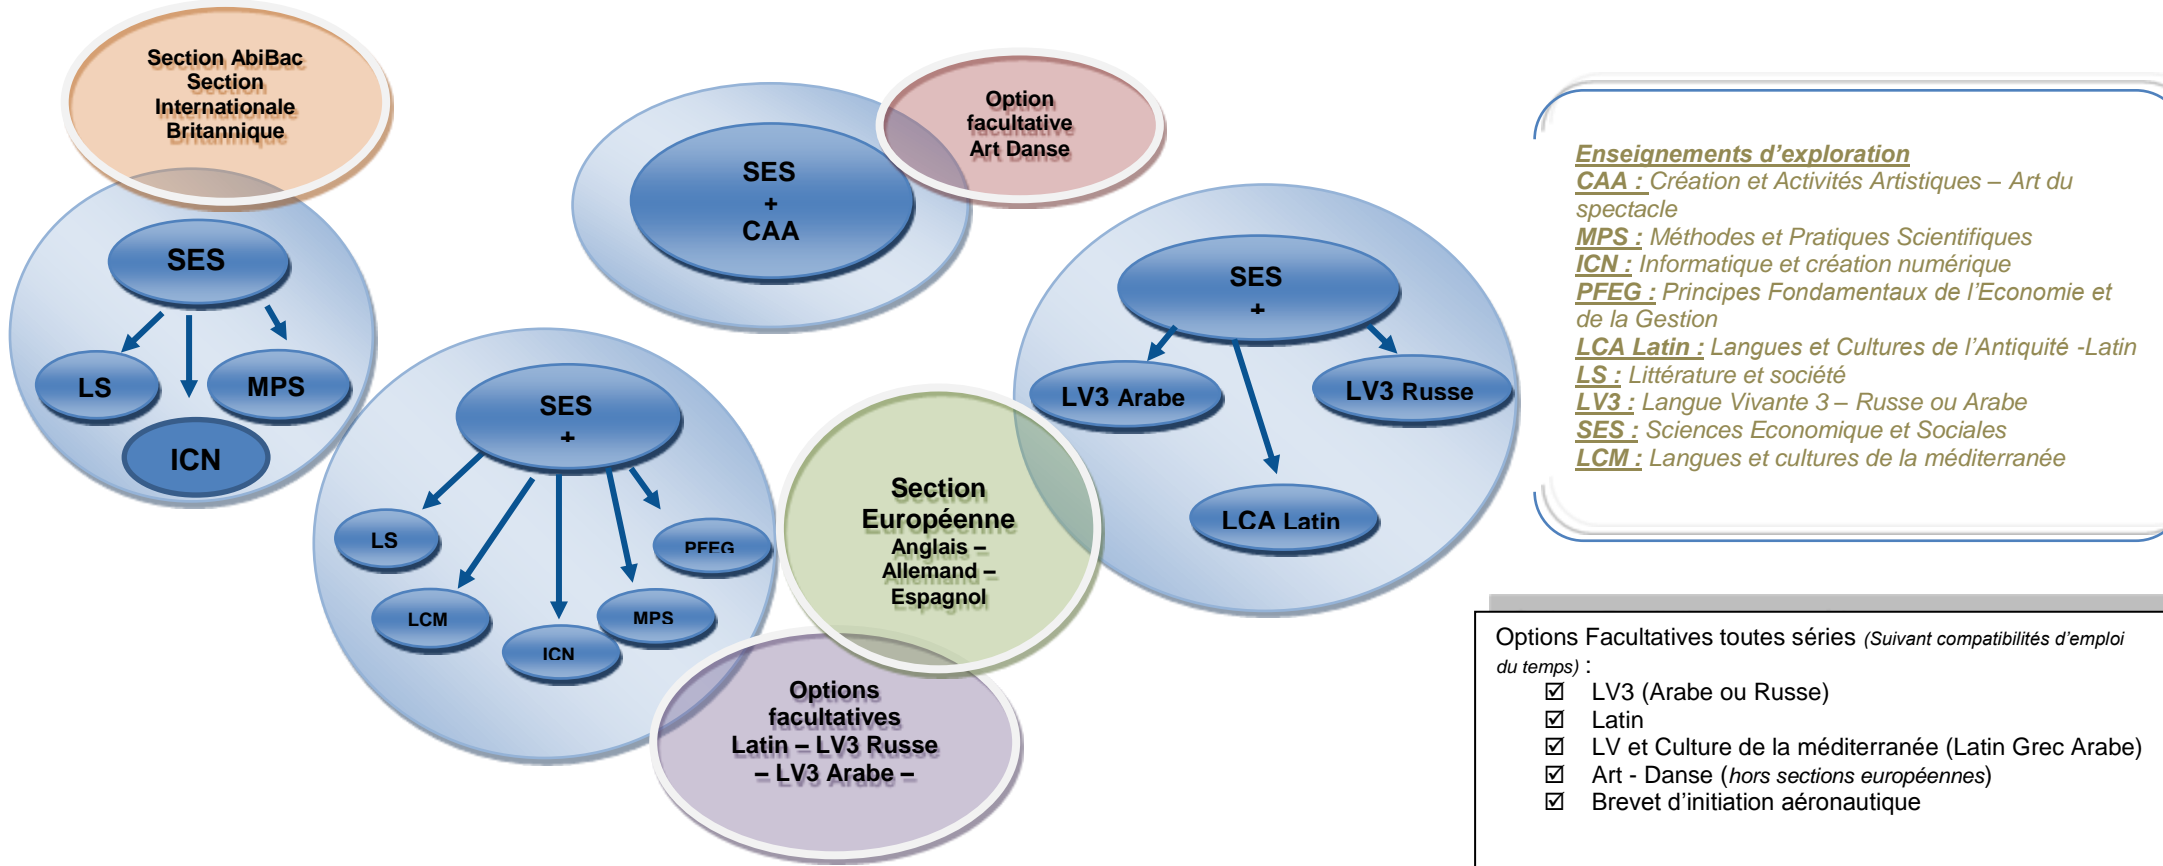 Section AbiBac
Section
Internationale
Britannique
SES
LS
MPS
ICN
SES
+
CAA
Option
facultative
Art Danse
SES
+
LV3 Arabe
LV3 Russe
LCA Latin
SES
+
LS
PFEG
LCM
MPS
ICN
Section
Européenne
Anglais –
Allemand –
Espagnol
Options
facultatives
Latin – LV3 Russe
– LV3 Arabe –
Enseignements d’exploration
CAA : Création et Activités Artistiques – Art du
spectacle
MPS : Méthodes et Pratiques Scientifiques
ICN : Informatique et création numérique
PFEG : Principes Fondamentaux de l’Economie et
de la Gestion
LCA Latin : Langues et Cultures de l’Antiquité -Latin
LS : Littérature et société
LV3 : Langue Vivante 3 – Russe ou Arabe
SES : Sciences Economique et Sociales
LCM : Langues et cultures de la méditerranée
Options Facultatives toutes séries (Suivant compatibilités d’emploi
du temps) :
☑ LV3 (Arabe ou Russe)
☑ Latin
☑ LV et Culture de la méditerranée (Latin Grec Arabe)
☑ Art - Danse (hors sections européennes)
☑ Brevet d’initiation aéronautique